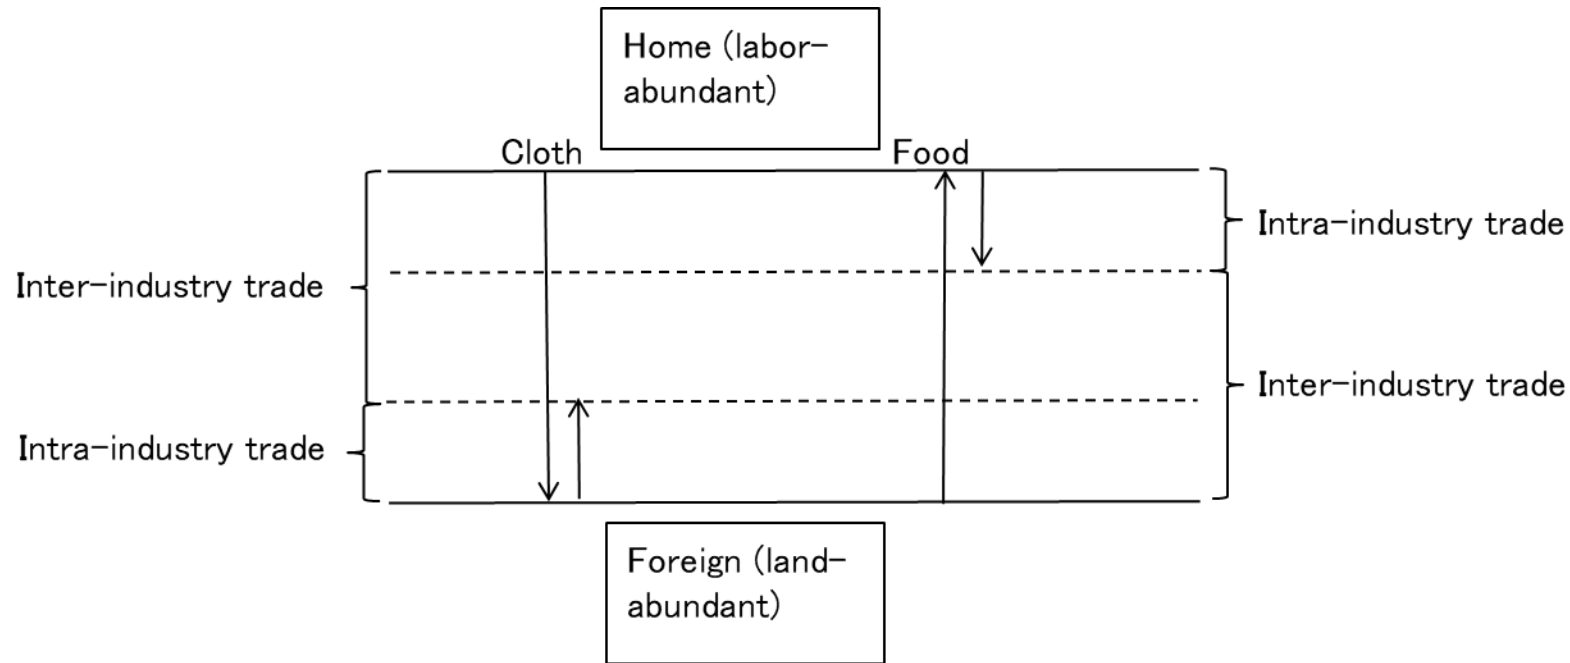 Home (labor-
abundant)
Cloth
Food
Intra-industry trade
Inter-industry trade
Inter-industry trade
Intra-industry trade
Foreign (land-
abundant)